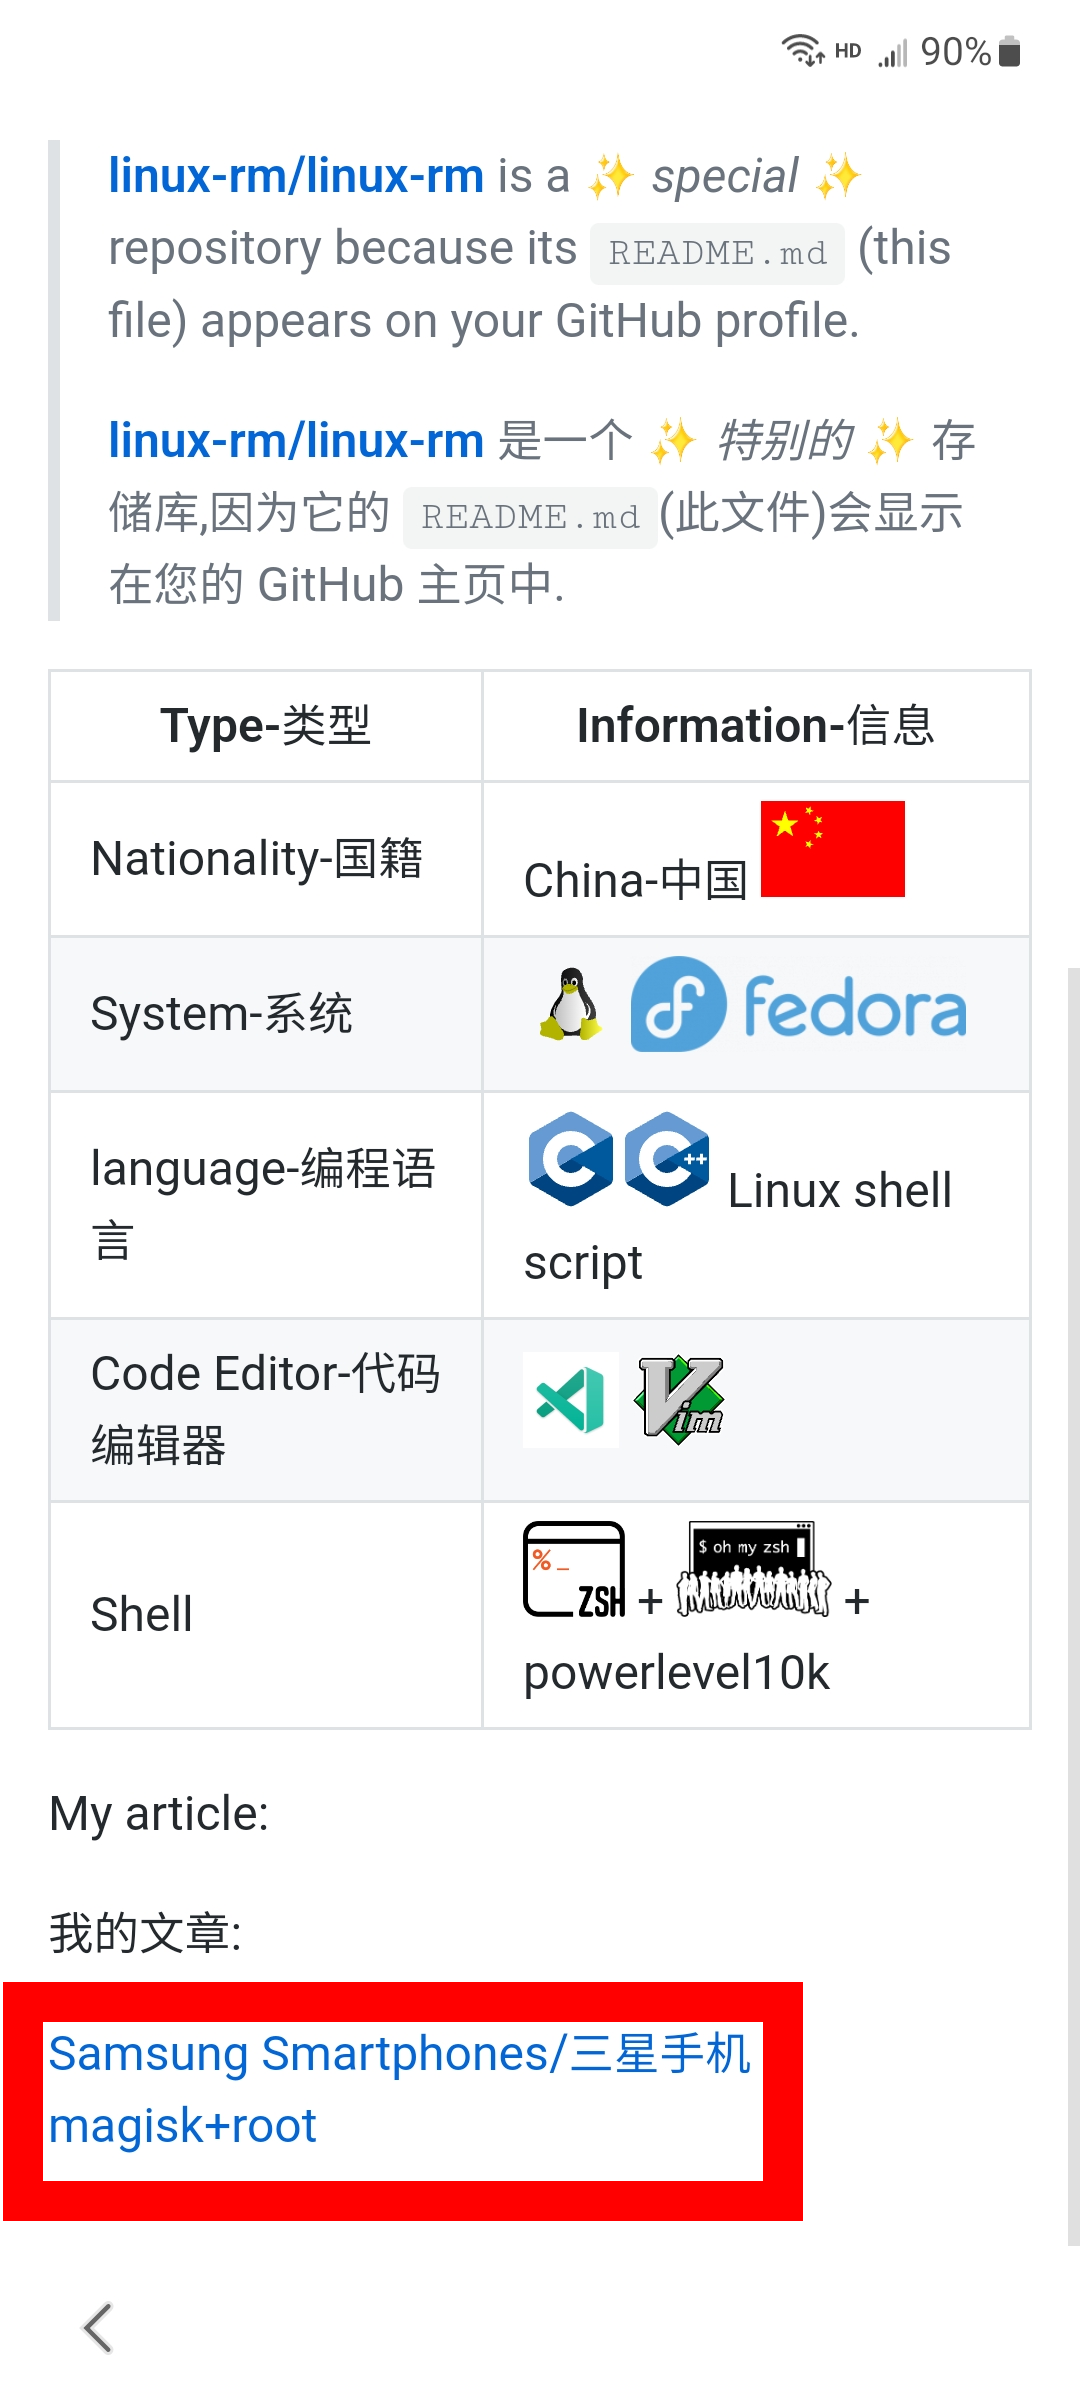 HD 90%
linux-rm/linux-rm is a ✨ special ✨
repository because its README.md (this
file) appears on your GitHub profile.
linux-rm/linux-rm 是一个 ✨ 特别的 ✨ 存
储库,因为它的 README.md(此文件)会显示
在您的 GitHub 主页中.
Type-类型 Information-信息
Nationality-国籍 China-中国
System-系统 fedora
language-编程语
言
C C++ Linux shell
script
Code Editor-代码
编辑器
Vim
Shell
%_ ZSH + $ oh my zsh +
powerlevel10k
My article:
我的文章:
Samsung Smartphones/三星手机
magisk+root